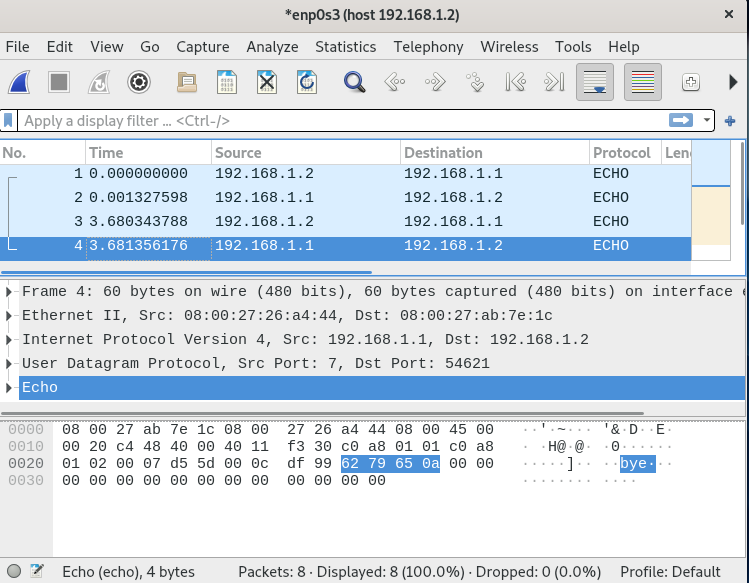 *enp0s3 (host 192.168.1.2)
File Edit View Go Capture Analyze Statistics Telephony Wireless Tools Help
Apply a display filter … <Ctrl-/>
No. Time Source Destination Protocol Len
1 0.000000000 192.168.1.2 192.168.1.1 ECHO
2 0.001327598 192.168.1.1 192.168.1.2 ECHO
3 3.680343788 192.168.1.2 192.168.1.1 ECHO
4 3.681356176 192.168.1.1 192.168.1.2 ECHO
Frame 4: 60 bytes on wire (480 bits), 60 bytes captured (480 bits) on interface e
Ethernet II, Src: 08:00:27:26:a4:44, Dst: 08:00:27:ab:7e:1c
Internet Protocol Version 4, Src: 192.168.1.1, Dst: 192.168.1.2
User Datagram Protocol, Src Port: 7, Dst Port: 54621
Echo
0000 08 00 27 ab 7e 1c 08 00 27 26 a4 44 08 00 45 00 ··'·~··· '&·D··E·
0010 00 20 c4 48 40 00 40 11 f3 30 c0 a8 01 01 c0 a8 · ·H@·@· ·0······
0020 01 02 00 07 d5 5d 00 0c df 99 62 79 65 0a 00 00 ·····]·· ··bye···
0030 00 00 00 00 00 00 00 00 00 00 00 00 ········ ····
Echo (echo), 4 bytes Packets: 8 · Displayed: 8 (100.0%) · Dropped: 0 (0.0%) Profile: Default